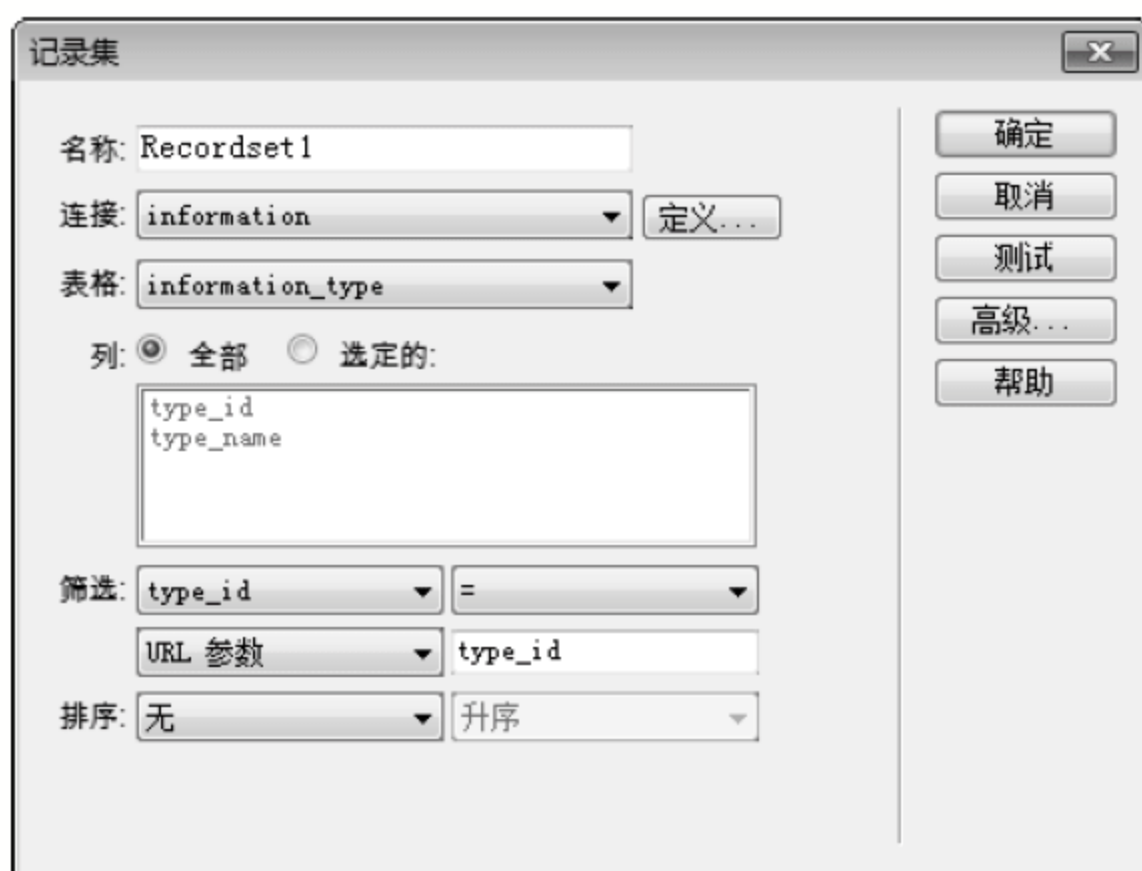 记录集
名称: Recordset1
连接: information 定义...
表格: information_type
列: 全部 选定的:
type_id
type_name
筛选: type_id =
URL 参数 type_id
排序: 无 升序
确定
取消
测试
高级...
帮助